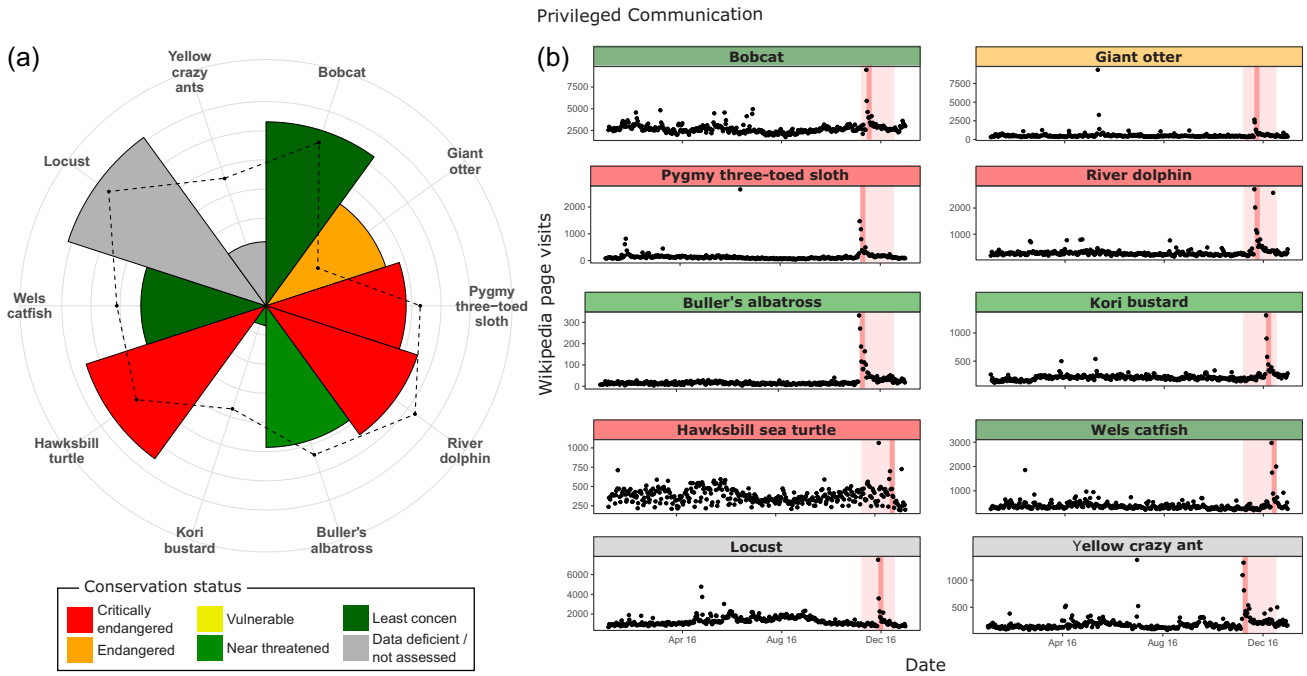 Privileged Communication
(a)
Yellow
crazy
ants
Bobcat
Giant
otter
Pygmy
three-toed
sloth
River
dolphin
Buller's
albatross
Kori
bustard
Hawksbill
turtle
Wels
catfish
Locust
Conservation status
Critically
endangered
Endangered
Vulnerable
Near threatened
Least concen
Data deficient /
not assessed
(b)
Wikipedia page visits
Bobcat
7500
5000
2500
Giant otter
7500
5000
2500
0
Pygmy three-toed sloth
2000
1000
0
River dolphin
2000
1000
Buller's albatross
300
200
100
0
Kori bustard
1000
500
Hawksbill sea turtle
1000
750
500
250
Wels catfish
3000
2000
1000
Locust
6000
4000
2000
Apr 16
Aug 16
Dec 16
Yellow crazy ant
1000
500
Apr 16
Aug 16
Dec 16
Date